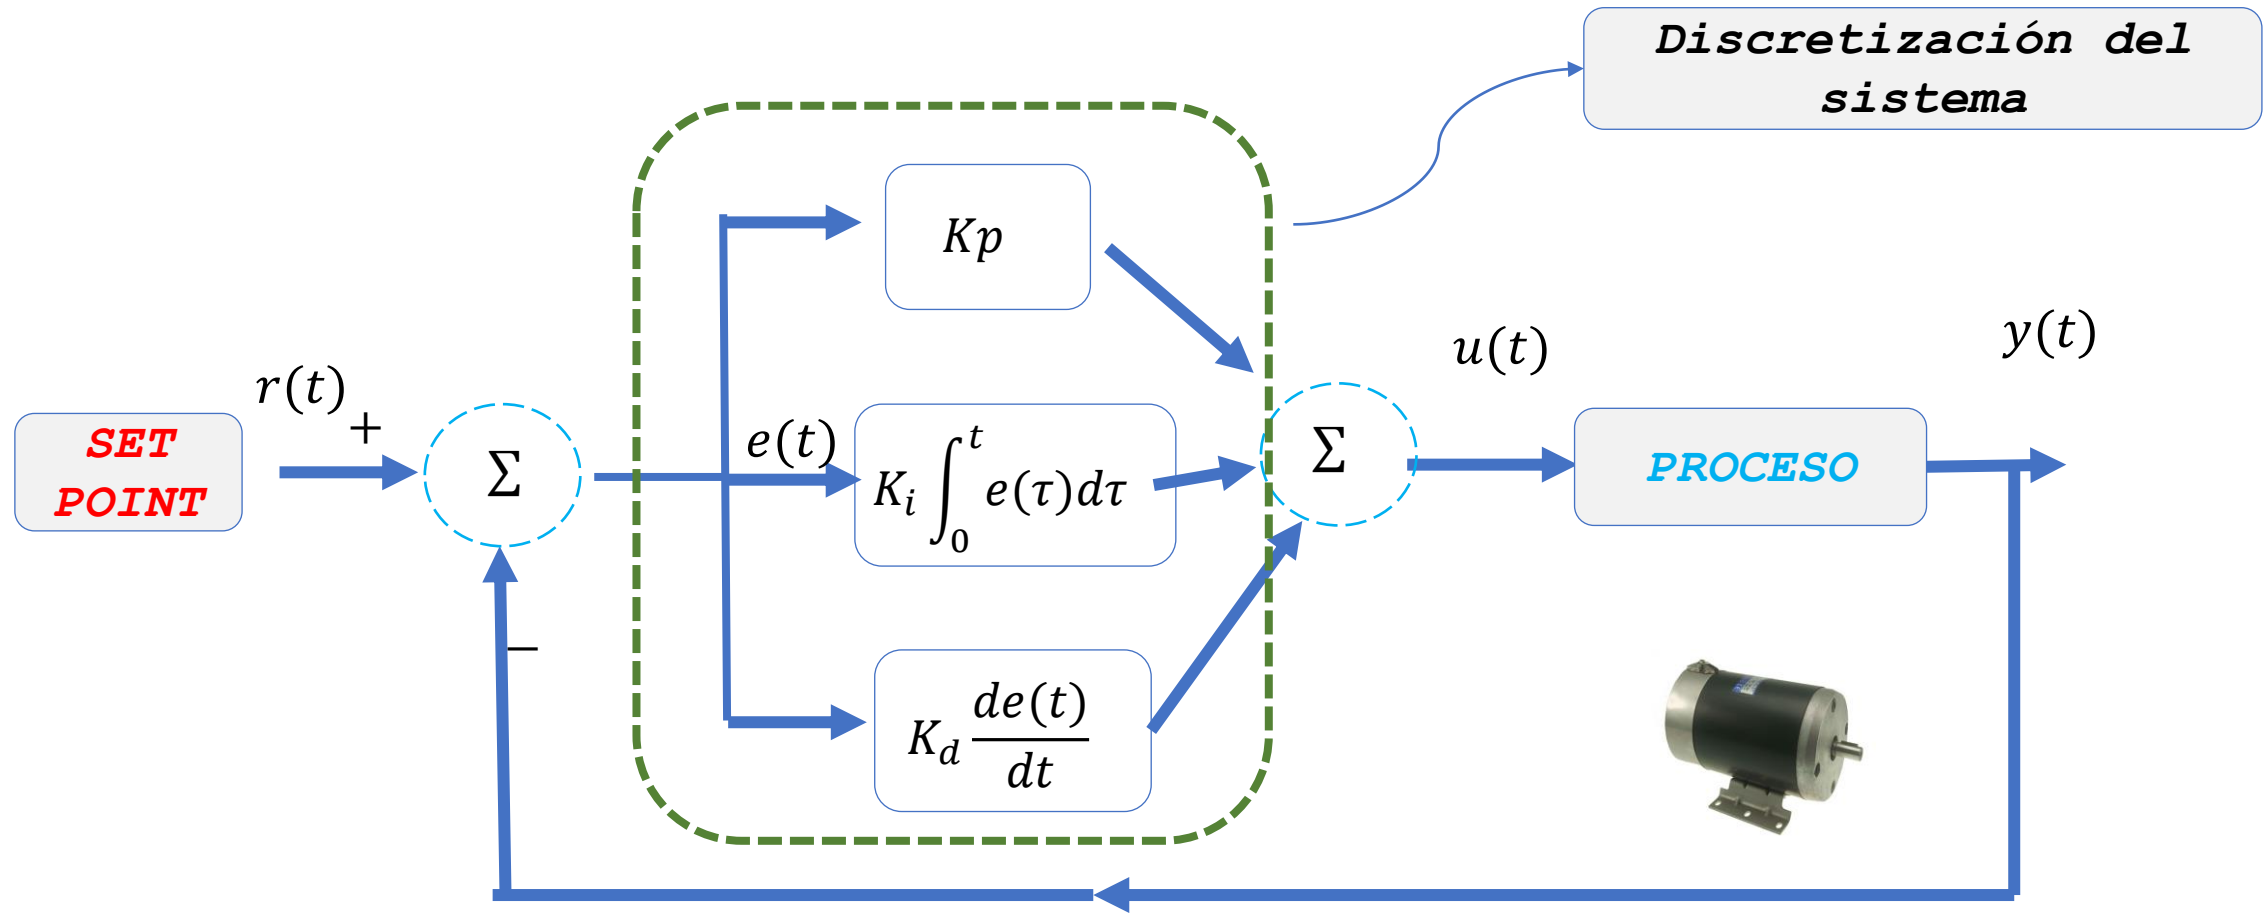 Discretización del
sistema
Kp
u(t)
y(t)
r(t)
+
SET
POINT
Σ
e(t)
K_i ∫_0^t e(τ)dτ
Σ
PROCESO
−
K_d de(t)/dt